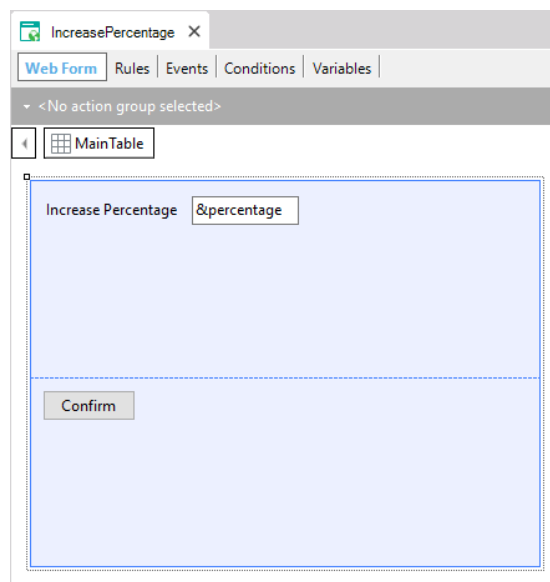 IncreasePercentage
Web Form Rules Events Conditions Variables
<No action group selected>
MainTable
Increase Percentage &percentage
Confirm